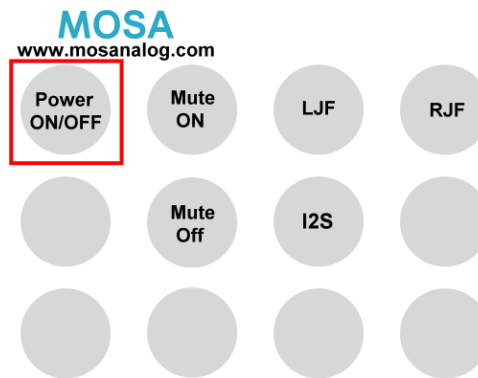 MOSA
www.mosanalog.com
Power
ON/OFF
Mute
ON
LJF
RJF
Mute
Off
I2S